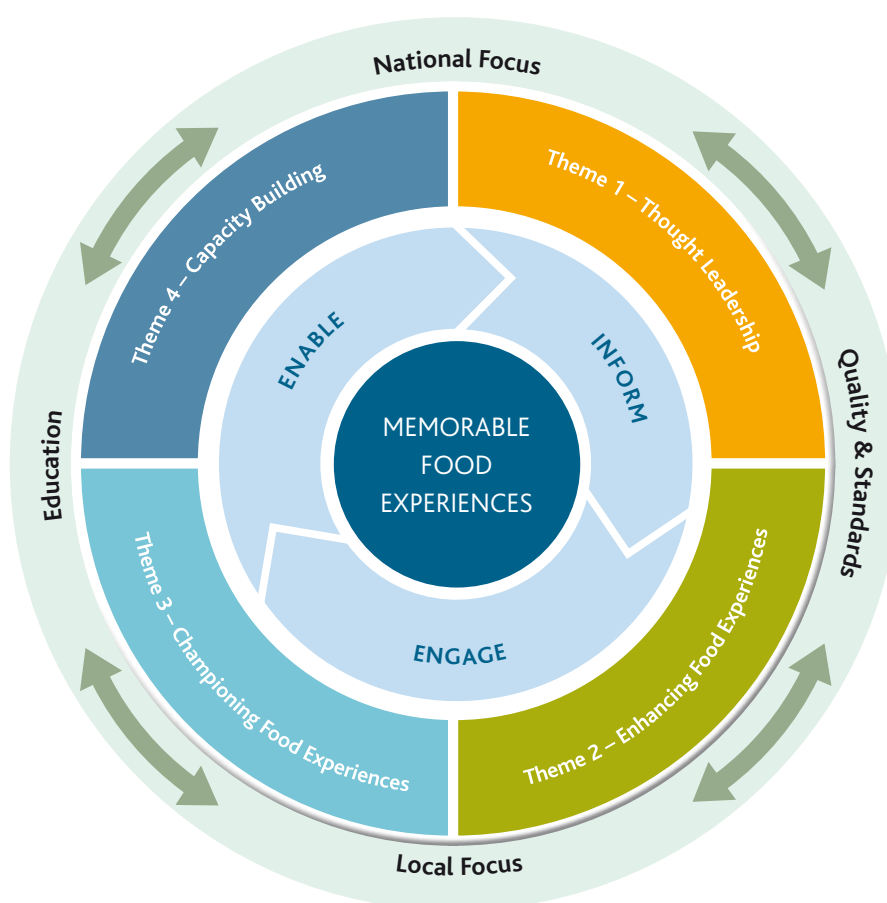 National Focus
Theme 1 – Thought Leadership
Theme 4 – Capacity Building
ENABLE
INFORM
Quality & Standards
Education
MEMORABLE
FOOD
EXPERIENCES
ENGAGE
Theme 3 – Championing Food Experiences
Theme 2 – Enhancing Food Experiences
Local Focus